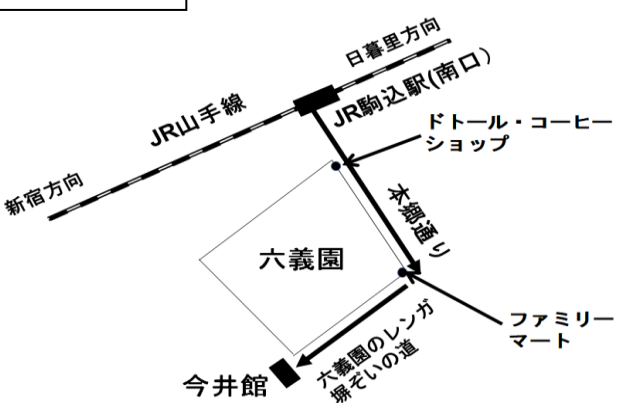 日暮里方向
JR駒込駅(南口)
JR山手線
新宿方向
ドトール・コーヒー
ショップ
本郷通り
六義園
ファミリー
マート
六義園のレンガ
塀ぞいの道
今井館